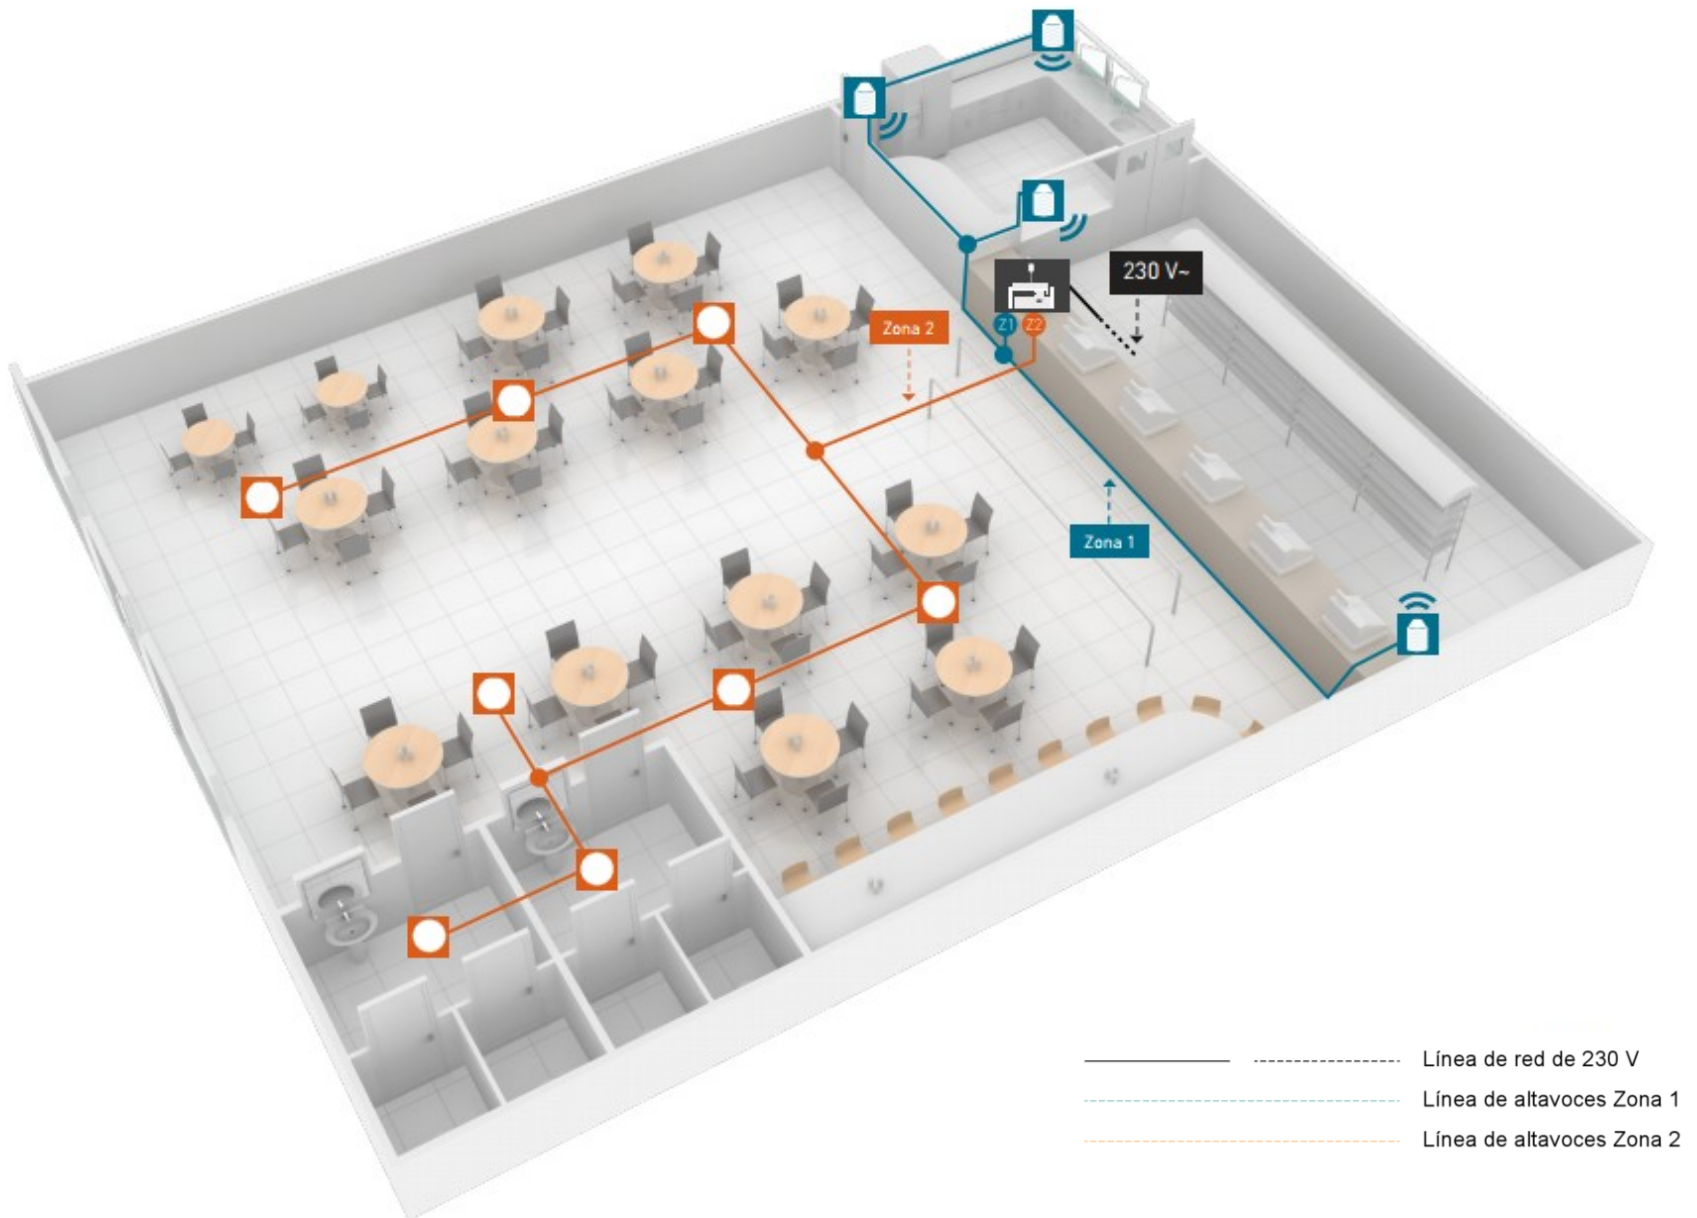 230 V~
Z1 Z2
Zona 2
Zona 1
Línea de red de 230 V
Línea de altavoces Zona 1
Línea de altavoces Zona 2